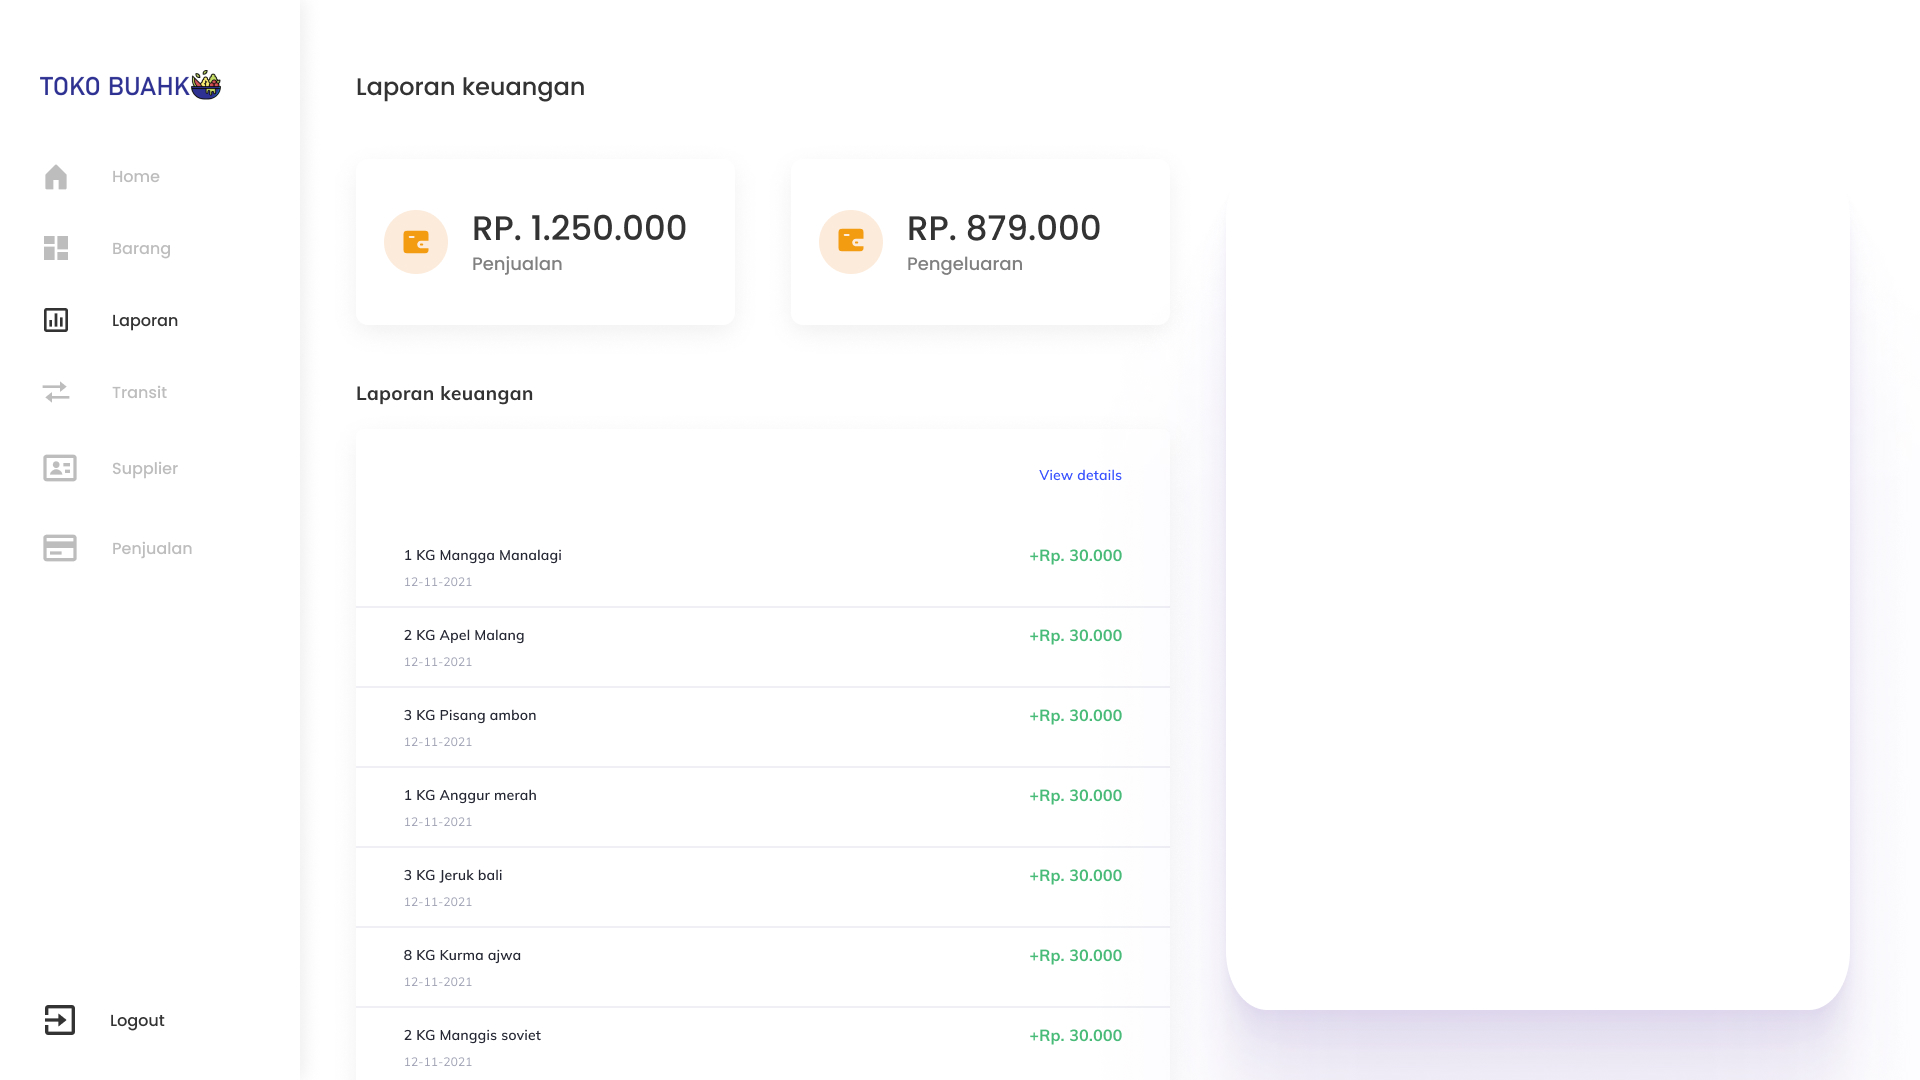 TOKO BUAHK
Home
Barang
Laporan
Transit
Supplier
Penjualan
Logout
Laporan keuangan
RP. 1.250.000
Penjualan
RP. 879.000
Pengeluaran
Laporan keuangan
View details
1 KG Mangga Manalagi +Rp. 30.000
12-11-2021
2 KG Apel Malang +Rp. 30.000
12-11-2021
3 KG Pisang ambon +Rp. 30.000
12-11-2021
1 KG Anggur merah +Rp. 30.000
12-11-2021
3 KG Jeruk bali +Rp. 30.000
12-11-2021
8 KG Kurma ajwa +Rp. 30.000
12-11-2021
2 KG Manggis soviet +Rp. 30.000
12-11-2021